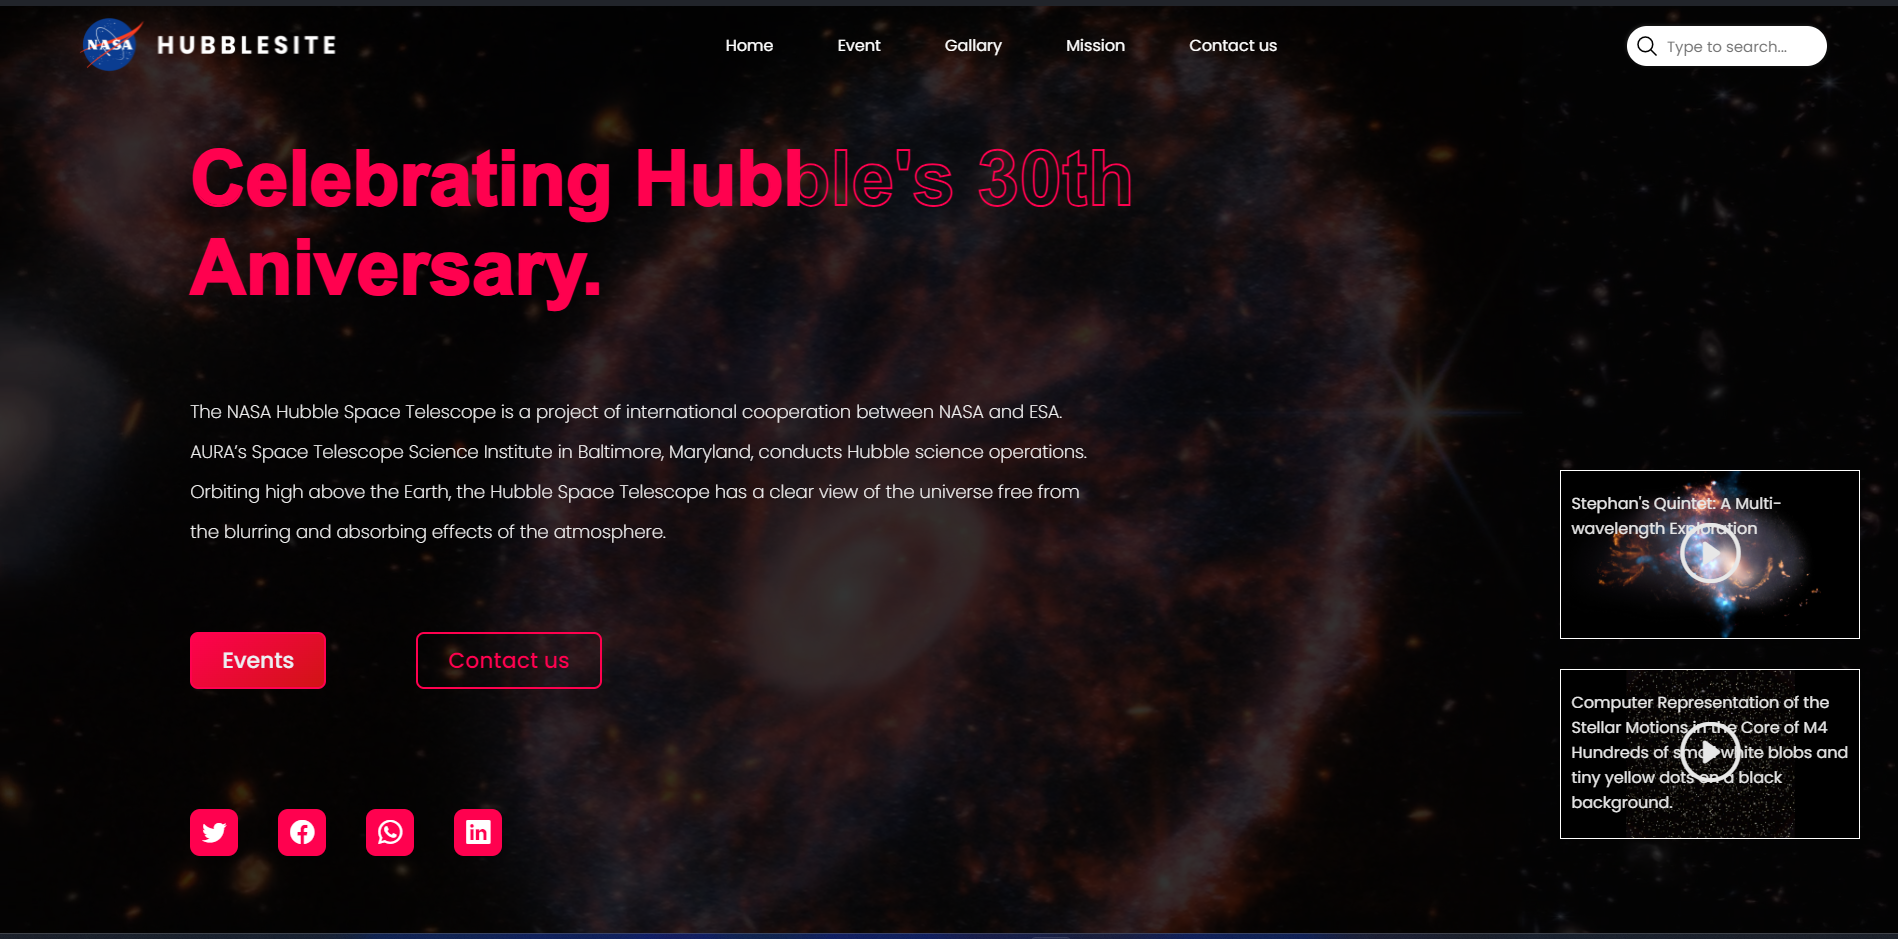 NASA HUBBLESITE
Home Event Gallary Mission Contact us
Type to search...
Celebrating Hubble's 30th
Aniversary.
The NASA Hubble Space Telescope is a project of international cooperation between NASA and ESA.
AURA’s Space Telescope Science Institute in Baltimore, Maryland, conducts Hubble science operations.
Orbiting high above the Earth, the Hubble Space Telescope has a clear view of the universe free from
the blurring and absorbing effects of the atmosphere.
Events
Contact us
Stephan's Quintet: A Multi-
wavelength Exploration
Computer Representation of the
Stellar Motions in the Core of M4
Hundreds of small white blobs and
tiny yellow dots on a black
background.